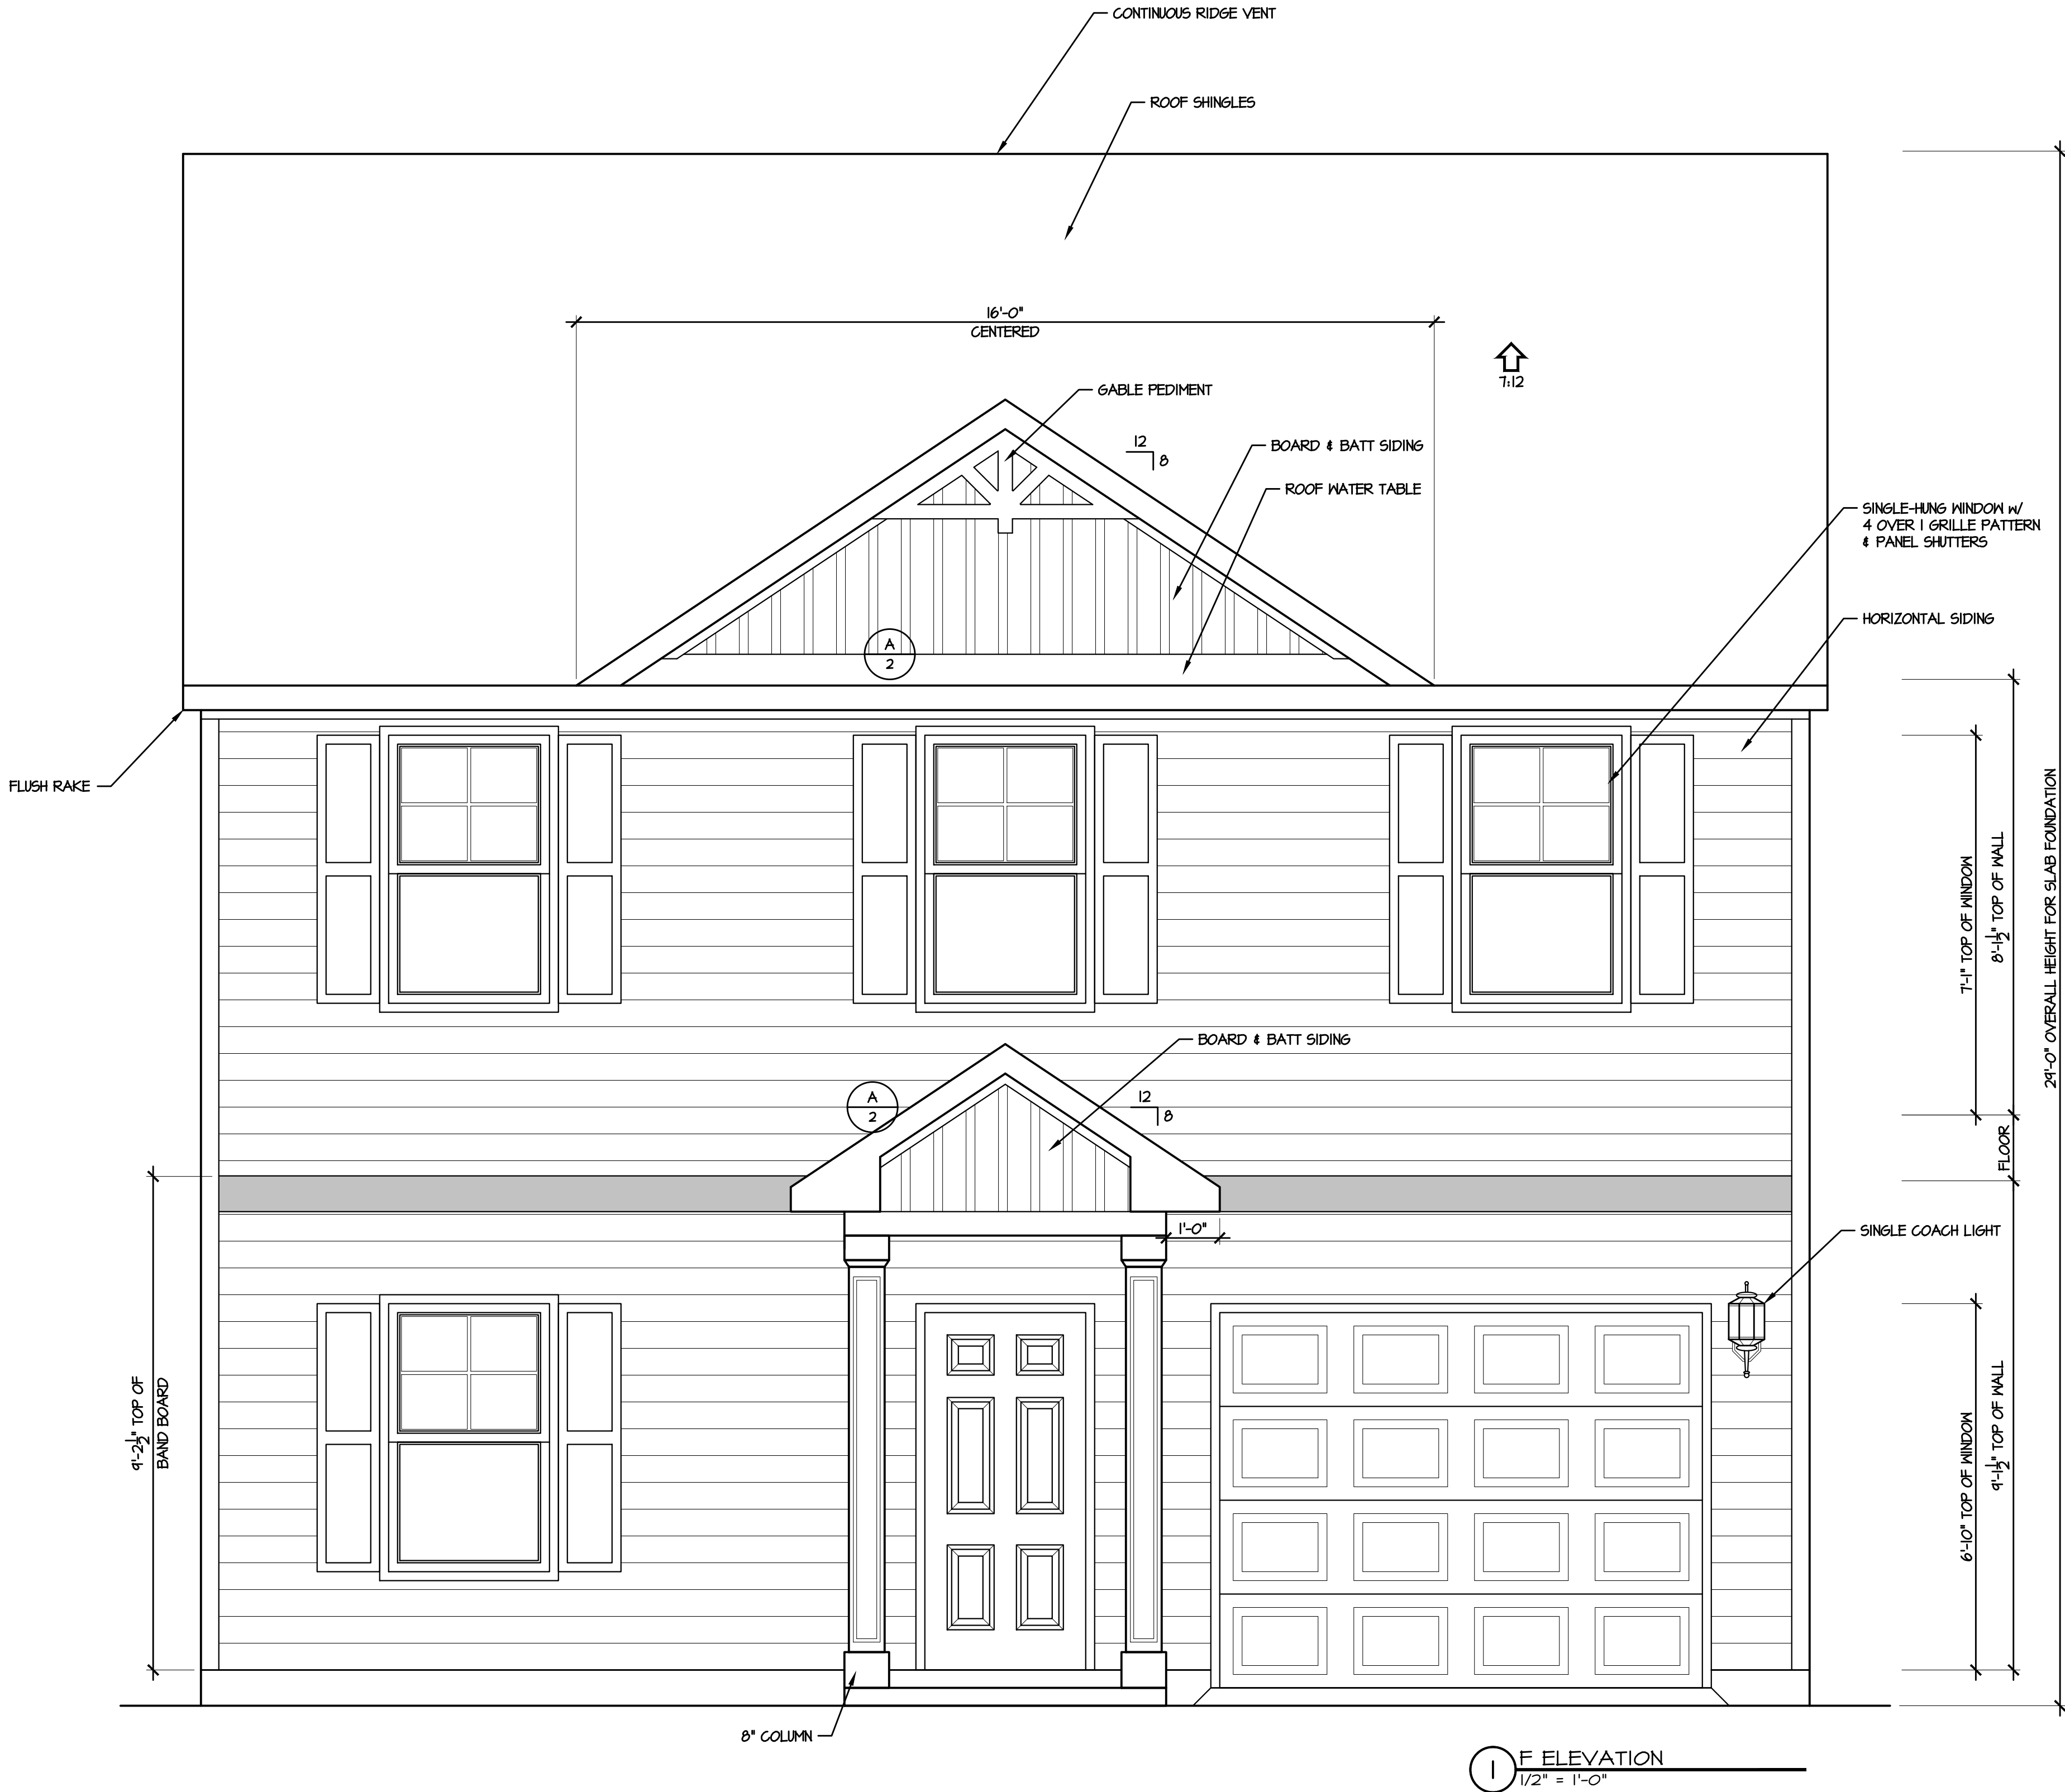 CONTINUOUS RIDGE VENT
ROOF SHINGLES
16'-0"
CENTERED
7:12
GABLE PEDIMENT
12
8
BOARD & BATT SIDING
ROOF WATER TABLE
SINGLE-HUNG WINDOW W/
4 OVER 1 GRILLE PATTERN
& PANEL SHUTTERS
HORIZONTAL SIDING
A
2
FLUSH RAKE
7'-1" TOP OF WINDOW
8'-1½" TOP OF WALL
29'-0" OVERALL HEIGHT FOR SLAB FOUNDATION
BOARD & BATT SIDING
A
2
12
8
FLOOR
1'-0"
SINGLE COACH LIGHT
9'-2½" TOP OF
BAND BOARD
6'-10" TOP OF WINDOW
9'-1½" TOP OF WALL
8" COLUMN
1
F ELEVATION
1/2" = 1'-0"